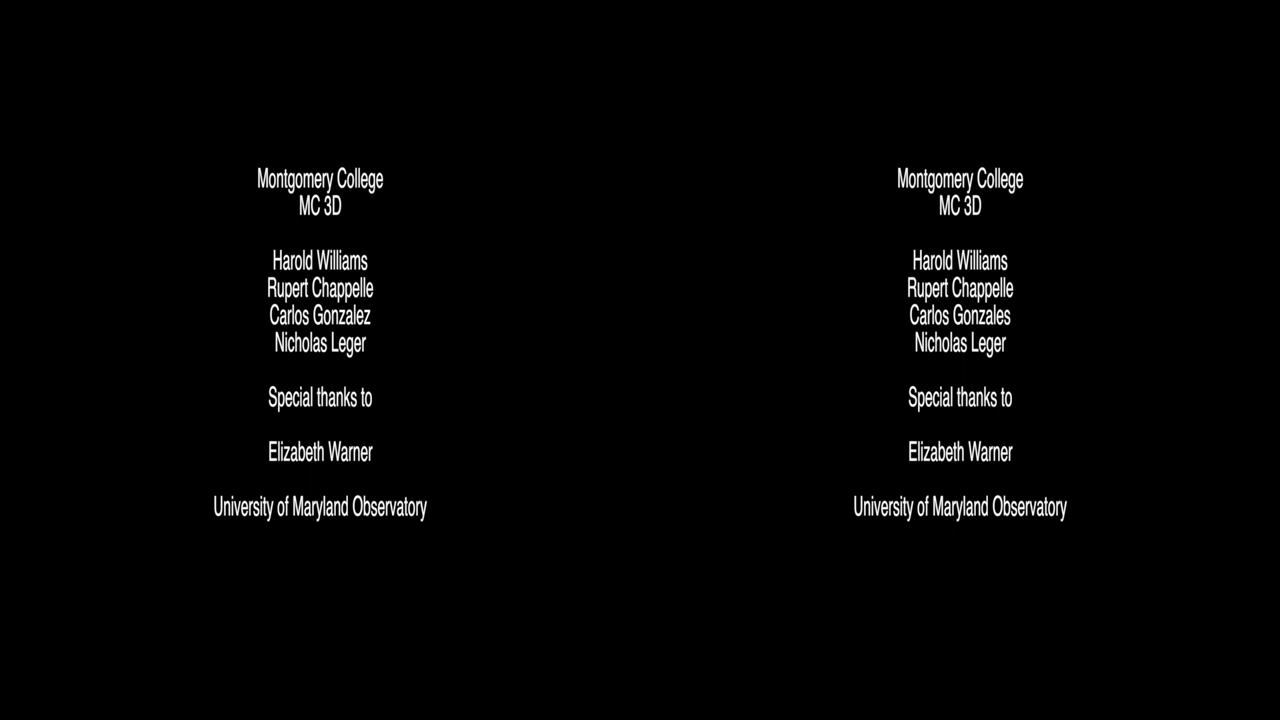 Montgomery College
MC 3D
Harold Williams
Rupert Chappelle
Carlos Gonzalez
Nicholas Leger
Special thanks to
Elizabeth Warner
University of Maryland Observatory
Montgomery College
MC 3D
Harold Williams
Rupert Chappelle
Carlos Gonzales
Nicholas Leger
Special thanks to
Elizabeth Warner
University of Maryland Observatory